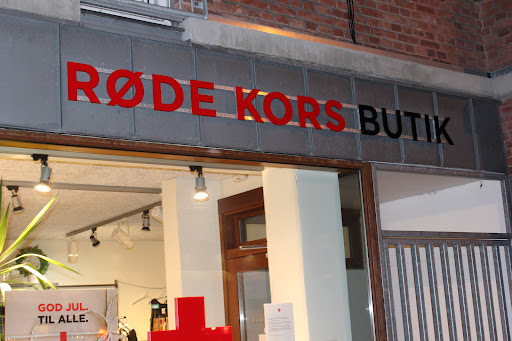 RØDE KORS BUTIK
GOD JUL.
TIL ALLE.